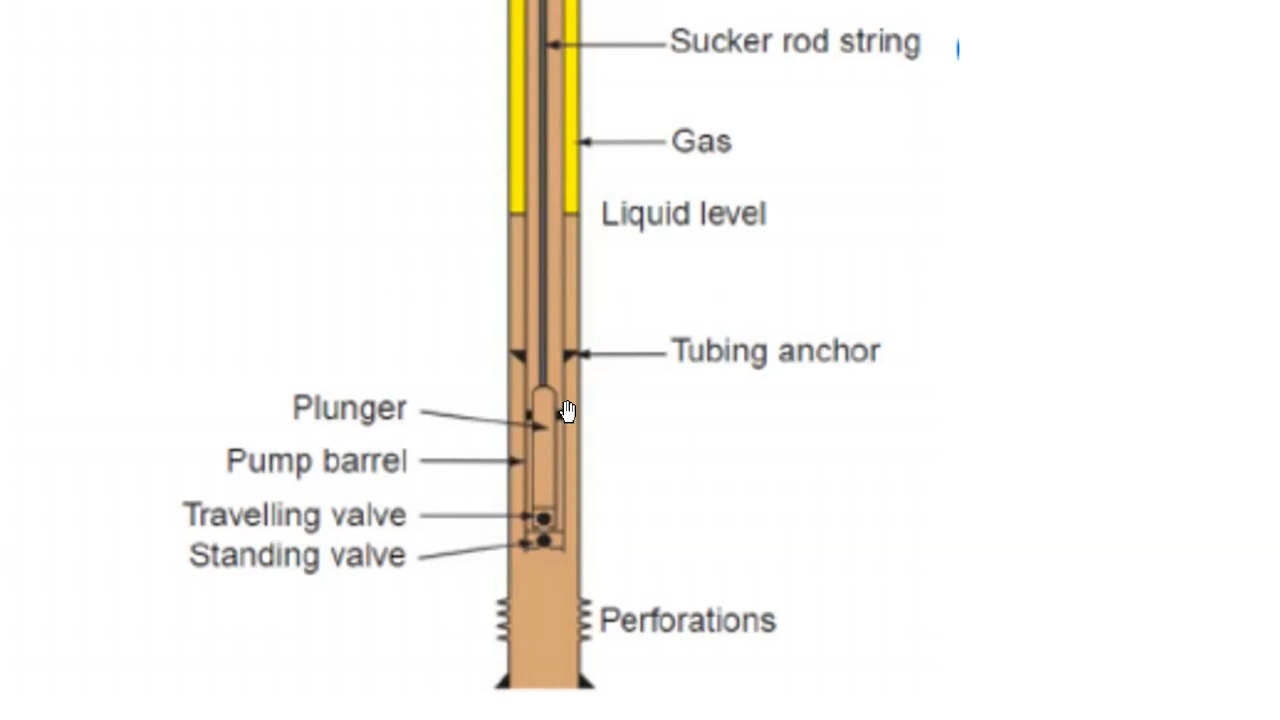 Sucker rod string
Gas
Liquid level
Tubing anchor
Plunger
Pump barrel
Travelling valve
Standing valve
Perforations